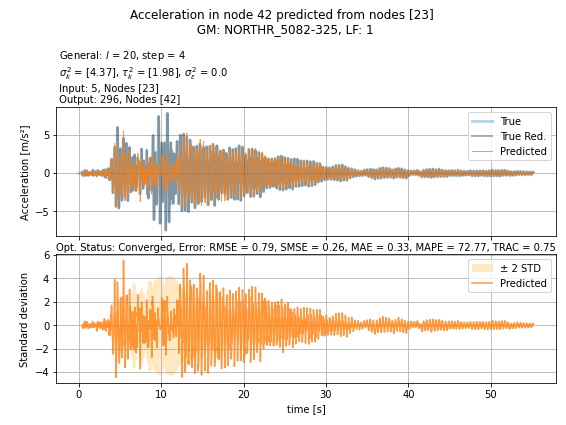 Acceleration in node 42 predicted from nodes [23]
GM: NORTHR_5082-325, LF: 1
General: l = 20, step = 4
σ²ₖ = [4.37], τ²ₖ = [1.98], σ²ε = 0.0
Input: 5, Nodes [23]
Output: 296, Nodes [42]
Acceleration [m/s²]
5
0
−5
True
True Red.
Predicted
Opt. Status: Converged, Error: RMSE = 0.79, SMSE = 0.26, MAE = 0.33, MAPE = 72.77, TRAC = 0.75
Standard deviation
6
4
2
0
−2
−4
± 2 STD
Predicted
0 10 20 30 40 50
time [s]